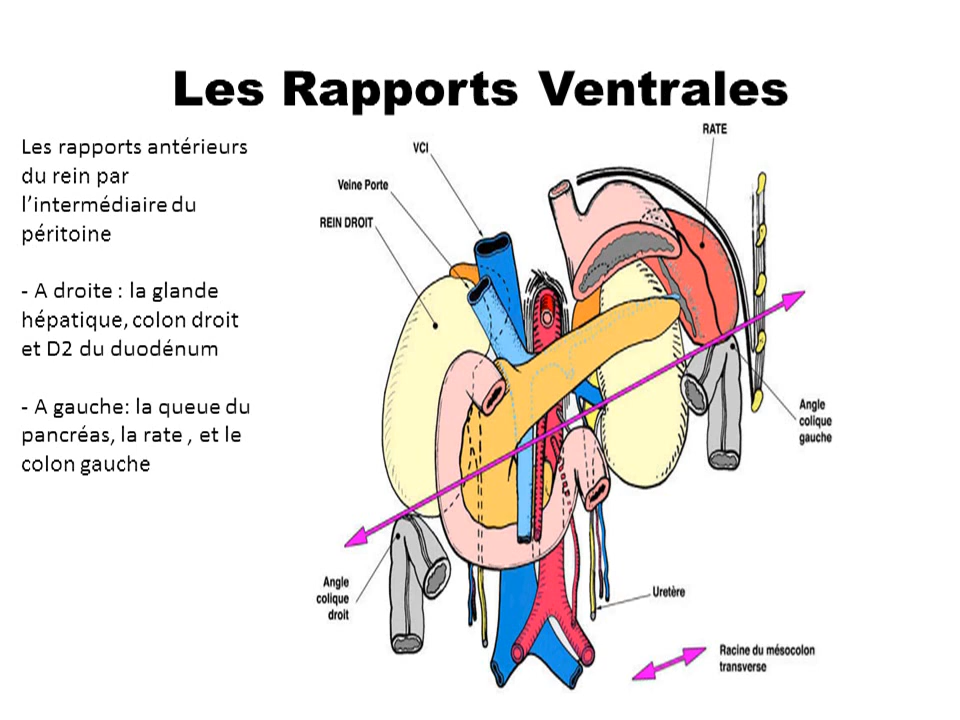 Les Rapports Ventrales
Les rapports antérieurs
du rein par
l’intermédiaire du
péritoine
- A droite : la glande
hépatique, colon droit
et D2 du duodénum
- A gauche: la queue du
pancréas, la rate , et le
colon gauche
RATE
VCI
Veine Porte
REIN DROIT
Angle
colique
gauche
Angle
colique
droit
Uretère
Racine du mésocolon
transverse